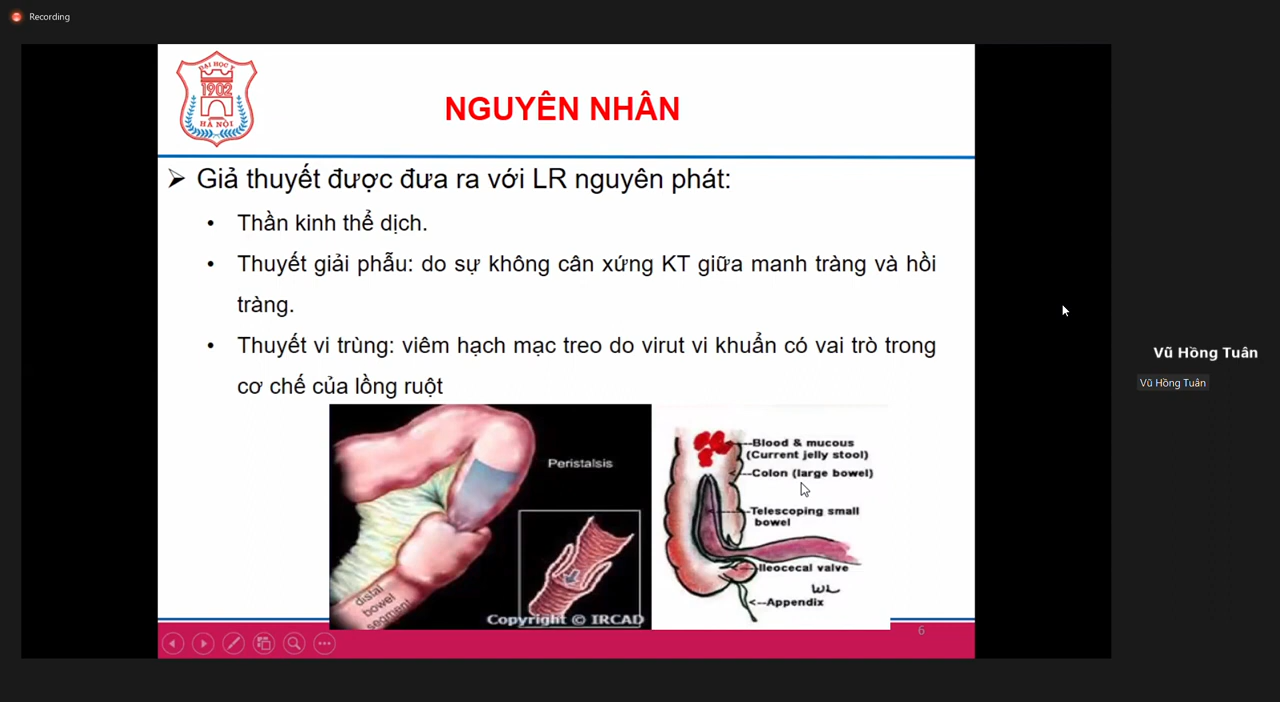 Recording
ĐẠI HỌC Y
1902
HÀ NỘI
NGUYÊN NHÂN
➢ Giả thuyết được đưa ra với LR nguyên phát:
• Thần kinh thể dịch.
• Thuyết giải phẫu: do sự không cân xứng KT giữa manh tràng và hồi
tràng.
• Thuyết vi trùng: viêm hạch mạc treo do virut vi khuẩn có vai trò trong
cơ chế của lồng ruột
Peristalsis
distal
bowel
segment
Copyright © IRCAD
Blood & mucous
(Current jelly stool)
Colon (large bowel)
Telescoping small
bowel
Ileocecal valve
WL
Appendix
6
Vũ Hồng Tuân
Vũ Hồng Tuân